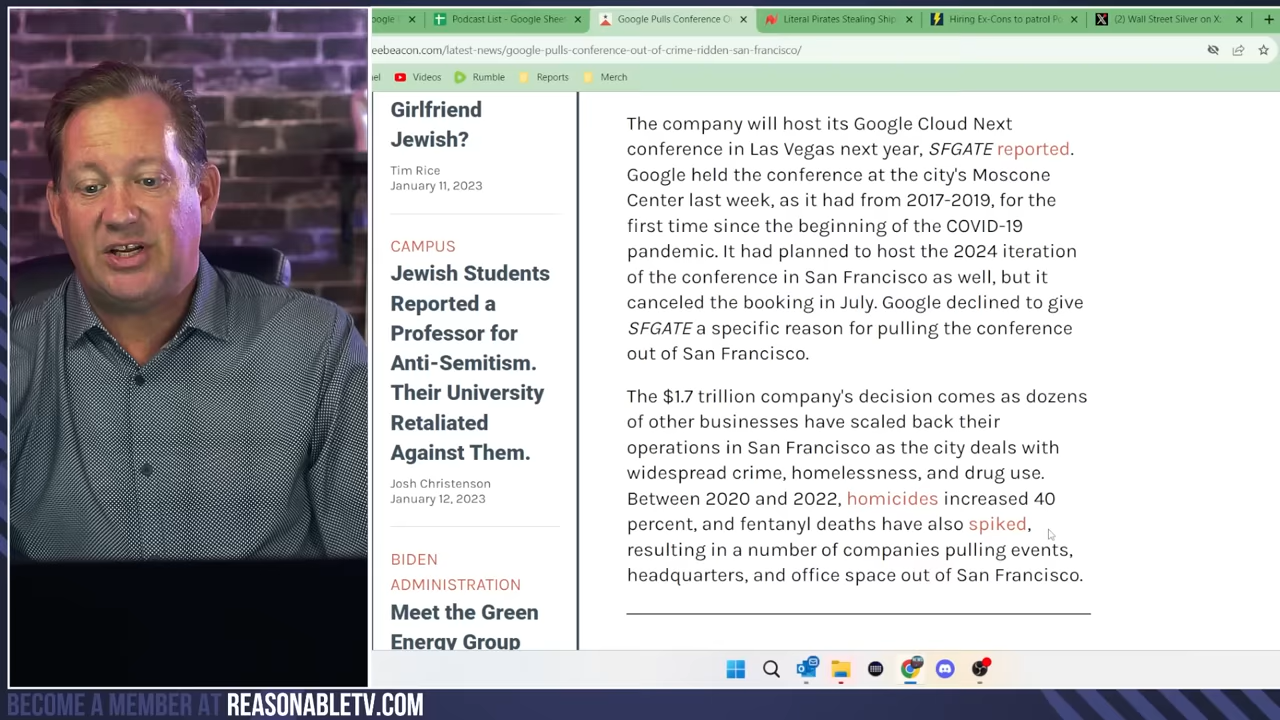 oogle
Podcast List - Google Shee
Google Pulls Conference O
Literal Pirates Stealing Ship
Hiring Ex-Cons to patrol P
(2) Wall Street Silver on X:
eebeacon.com/latest-news/google-pulls-conference-out-of-crime-ridden-san-francisco/
nel
Videos
Rumble
Reports
Merch
Girlfriend
Jewish?
Tim Rice
January 11, 2023
CAMPUS
Jewish Students
Reported a
Professor for
Anti-Semitism.
Their University
Retaliated
Against Them.
Josh Christenson
January 12, 2023
BIDEN
ADMINISTRATION
Meet the Green
Energy Group
The company will host its Google Cloud Next
conference in Las Vegas next year, SFGATE reported.
Google held the conference at the city's Moscone
Center last week, as it had from 2017-2019, for the
first time since the beginning of the COVID-19
pandemic. It had planned to host the 2024 iteration
of the conference in San Francisco as well, but it
canceled the booking in July. Google declined to give
SFGATE a specific reason for pulling the conference
out of San Francisco.
The $1.7 trillion company's decision comes as dozens
of other businesses have scaled back their
operations in San Francisco as the city deals with
widespread crime, homelessness, and drug use.
Between 2020 and 2022, homicides increased 40
percent, and fentanyl deaths have also spiked,
resulting in a number of companies pulling events,
headquarters, and office space out of San Francisco.
BECOME A MEMBER AT REASONABLETV.COM